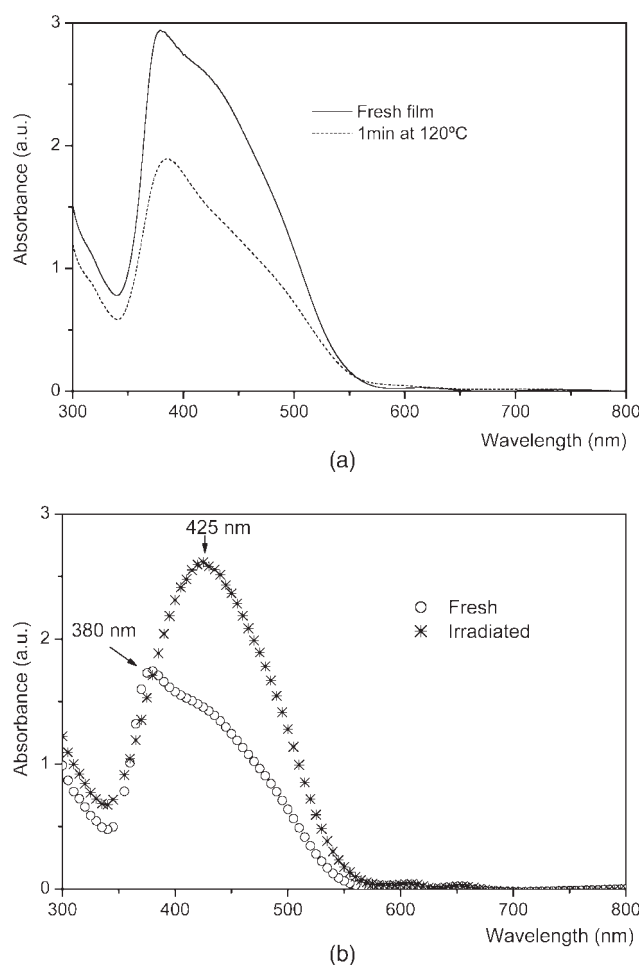 3
2
1
0
Absorbance (a.u.)
Fresh film
1min at 120ºC
300 400 500 600 700 800
Wavelength (nm)
(a)
3
2
1
0
Absorbance (a.u.)
425 nm
380 nm
Fresh
Irradiated
300 400 500 600 700 800
Wavelength (nm)
(b)